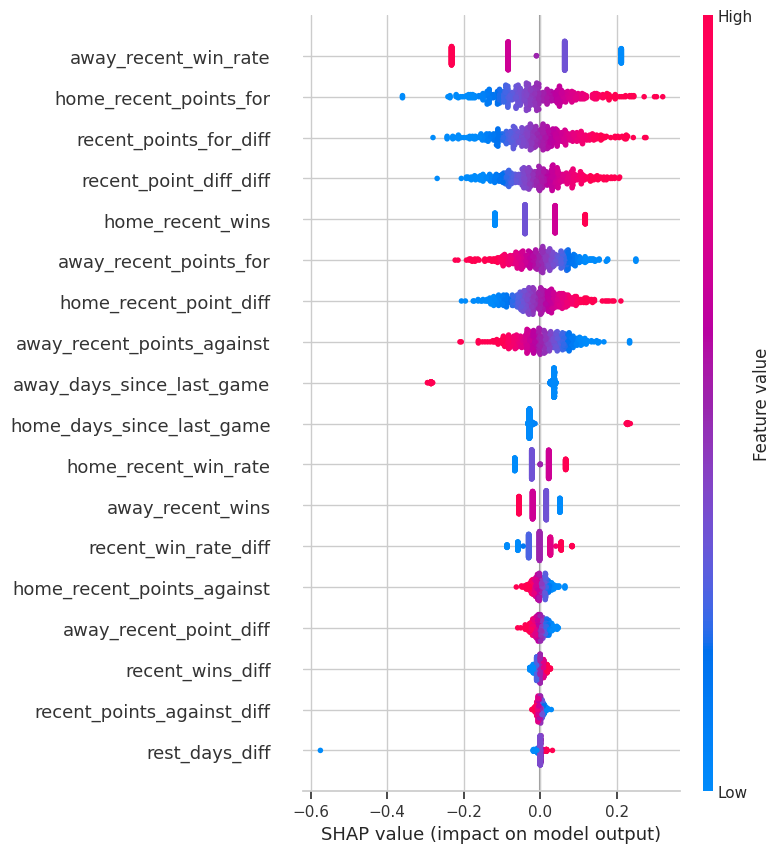 High
away_recent_win_rate
home_recent_points_for
recent_points_for_diff
recent_point_diff_diff
home_recent_wins
away_recent_points_for
home_recent_point_diff
away_recent_points_against
away_days_since_last_game
home_days_since_last_game
home_recent_win_rate
away_recent_wins
recent_win_rate_diff
home_recent_points_against
away_recent_point_diff
recent_wins_diff
recent_points_against_diff
rest_days_diff
Feature value
Low
−0.6 −0.4 −0.2 0.0 0.2
SHAP value (impact on model output)